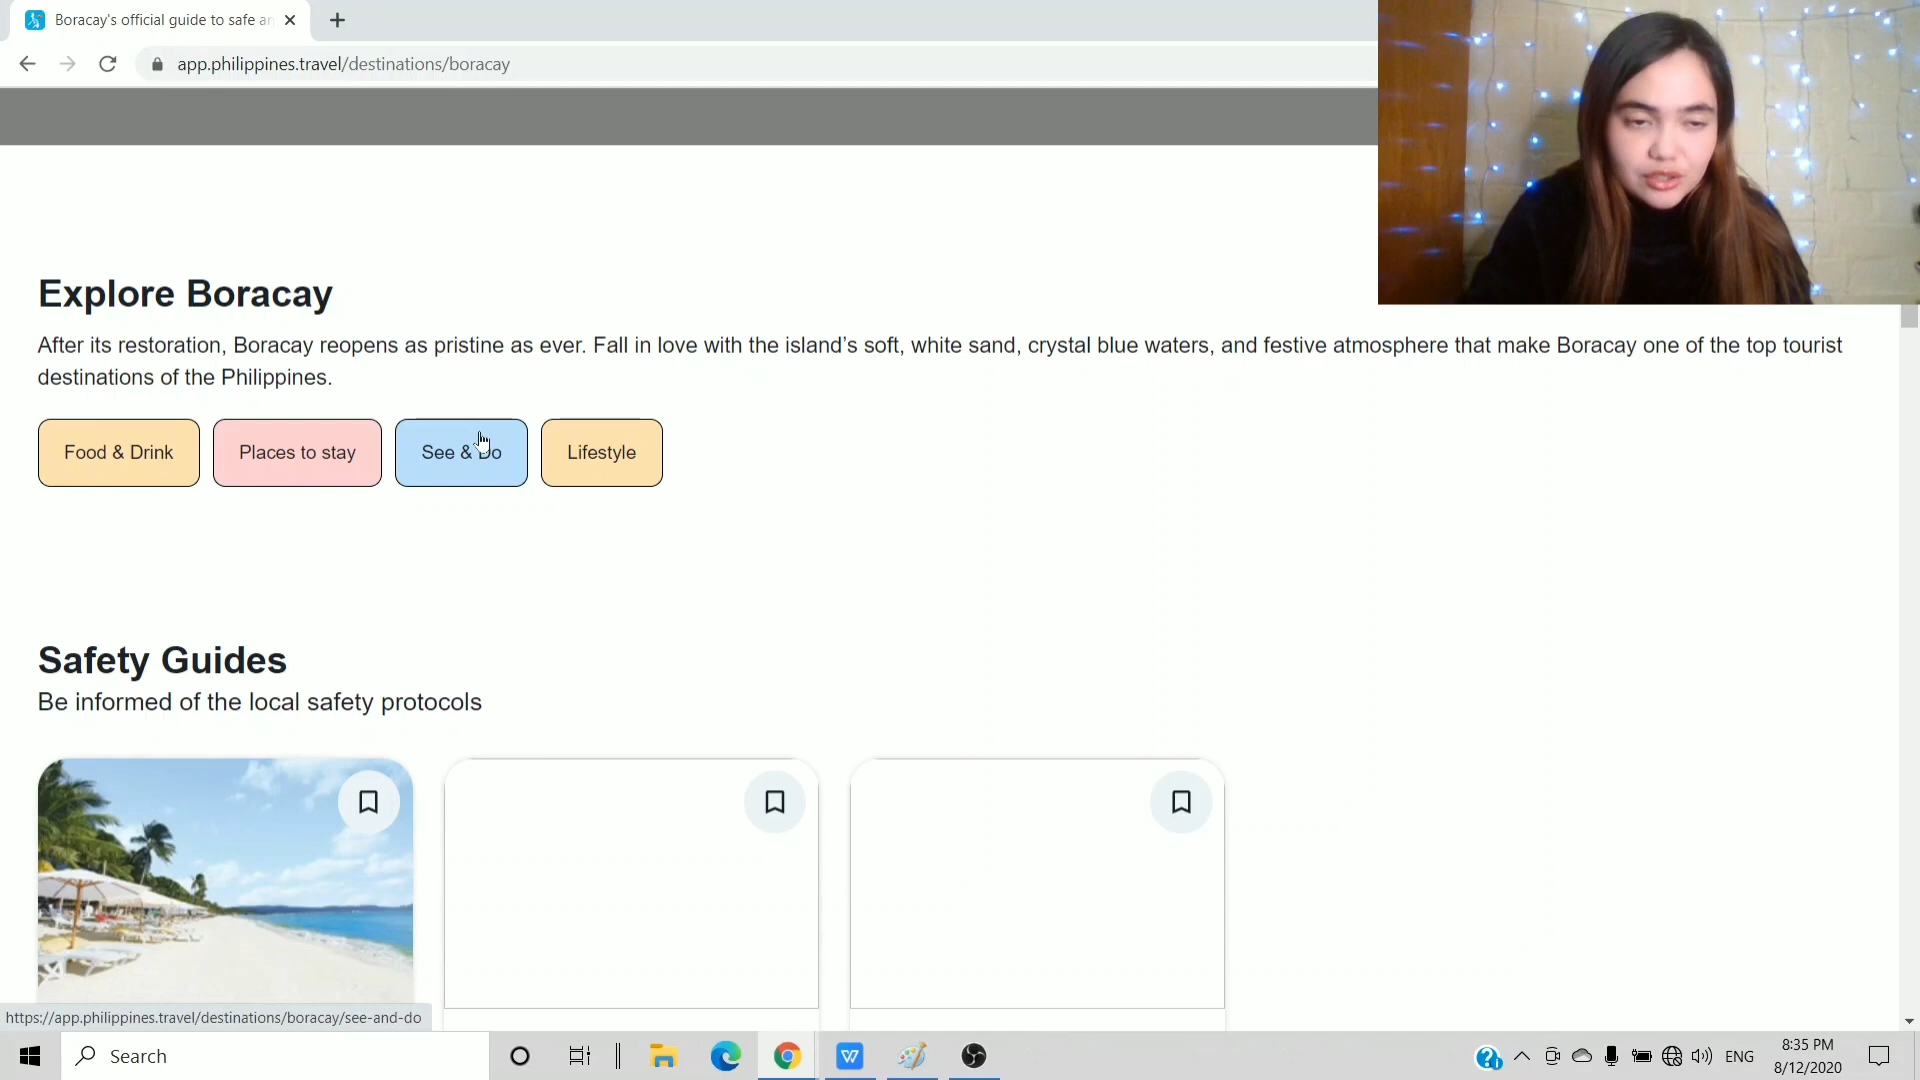 Boracay's official guide to safe an
app.philippines.travel/destinations/boracay
Explore Boracay
After its restoration, Boracay reopens as pristine as ever. Fall in love with the island's soft, white sand, crystal blue waters, and festive atmosphere that make Boracay one of the top tourist
destinations of the Philippines.
Food & Drink
Places to stay
See & Do
Lifestyle
Safety Guides
Be informed of the local safety protocols
https://app.philippines.travel/destinations/boracay/see-and-do
Search
ENG
8:35 PM
8/12/2020